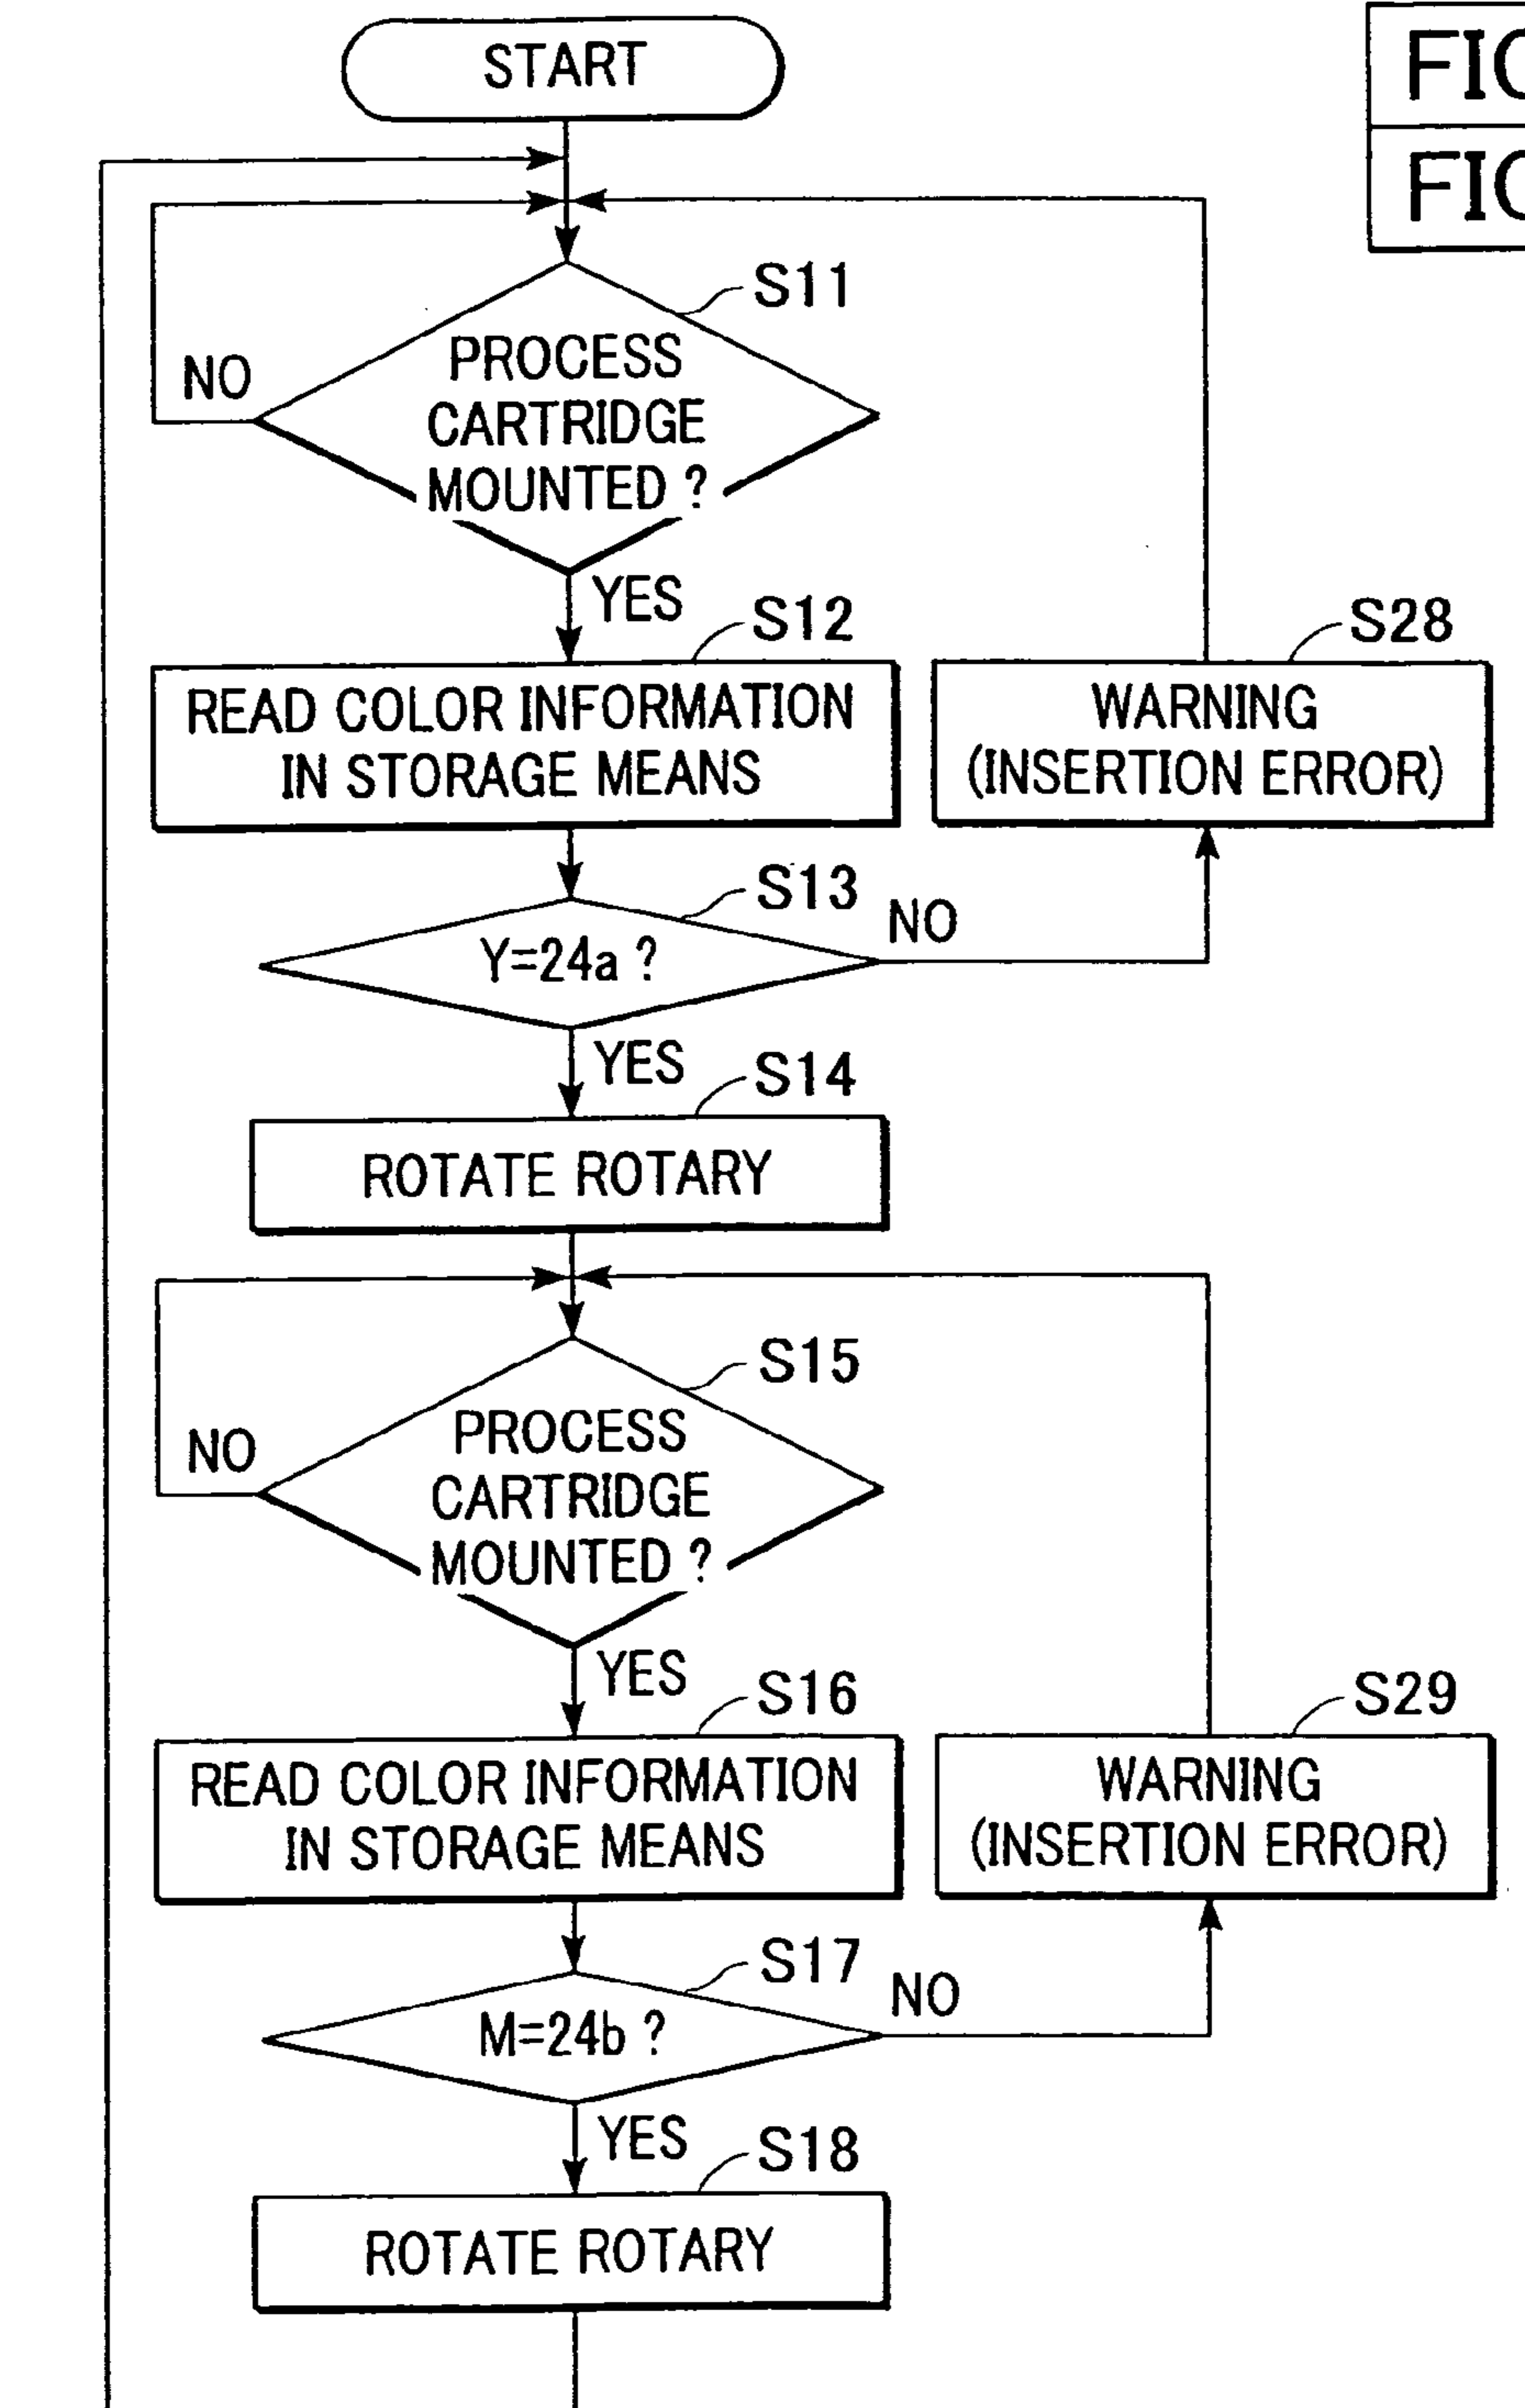 START
S11
NO
PROCESS
CARTRIDGE
MOUNTED ?
YES
S12
READ COLOR INFORMATION
IN STORAGE MEANS
S28
WARNING
(INSERTION ERROR)
S13
Y=24a ?
NO
YES
S14
ROTATE ROTARY
S15
NO
PROCESS
CARTRIDGE
MOUNTED ?
YES
S16
READ COLOR INFORMATION
IN STORAGE MEANS
S29
WARNING
(INSERTION ERROR)
S17
M=24b ?
NO
YES
S18
ROTATE ROTARY